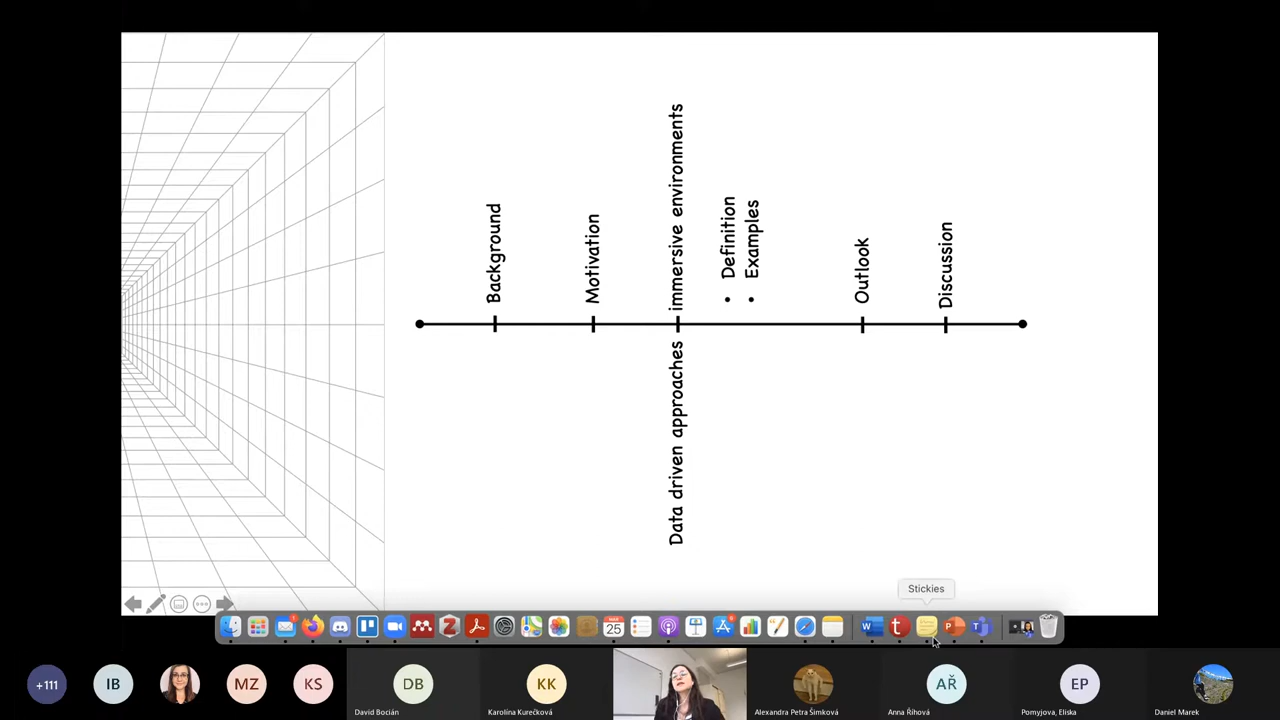 Background
Motivation
immersive environments
Data driven approaches
• Definition
• Examples
Outlook
Discussion
Stickies
25
W
t
P
T
+111
IB
MZ
KS
DB
David Bocián
KK
Karolína Kurečková
Alexandra Petra Šimková
AŘ
Anna Říhová
EP
Pomyjova, Eliska
Daniel Marek